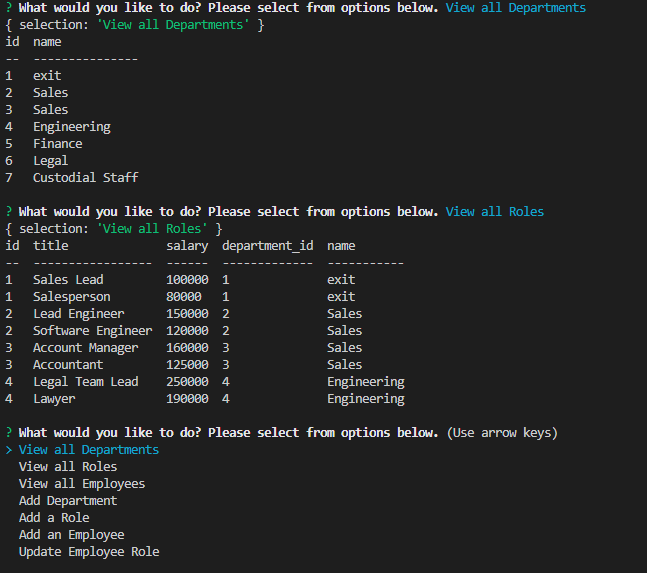 ? What would you like to do? Please select from options below. View all Departments
{ selection: 'View all Departments' }
id  name
--  ---------------
1   exit
2   Sales
3   Sales
4   Engineering
5   Finance
6   Legal
7   Custodial Staff

? What would you like to do? Please select from options below. View all Roles
{ selection: 'View all Roles' }
id  title              salary  department_id  name
--  -----------------  ------  -------------  -----------
1   Sales Lead         100000  1              exit
1   Salesperson        80000   1              exit
2   Lead Engineer      150000  2              Sales
2   Software Engineer  120000  2              Sales
3   Account Manager    160000  3              Sales
3   Accountant         125000  3              Sales
4   Legal Team Lead    250000  4              Engineering
4   Lawyer             190000  4              Engineering

? What would you like to do? Please select from options below. (Use arrow keys)
> View all Departments
  View all Roles
  View all Employees
  Add Department
  Add a Role
  Add an Employee
  Update Employee Role